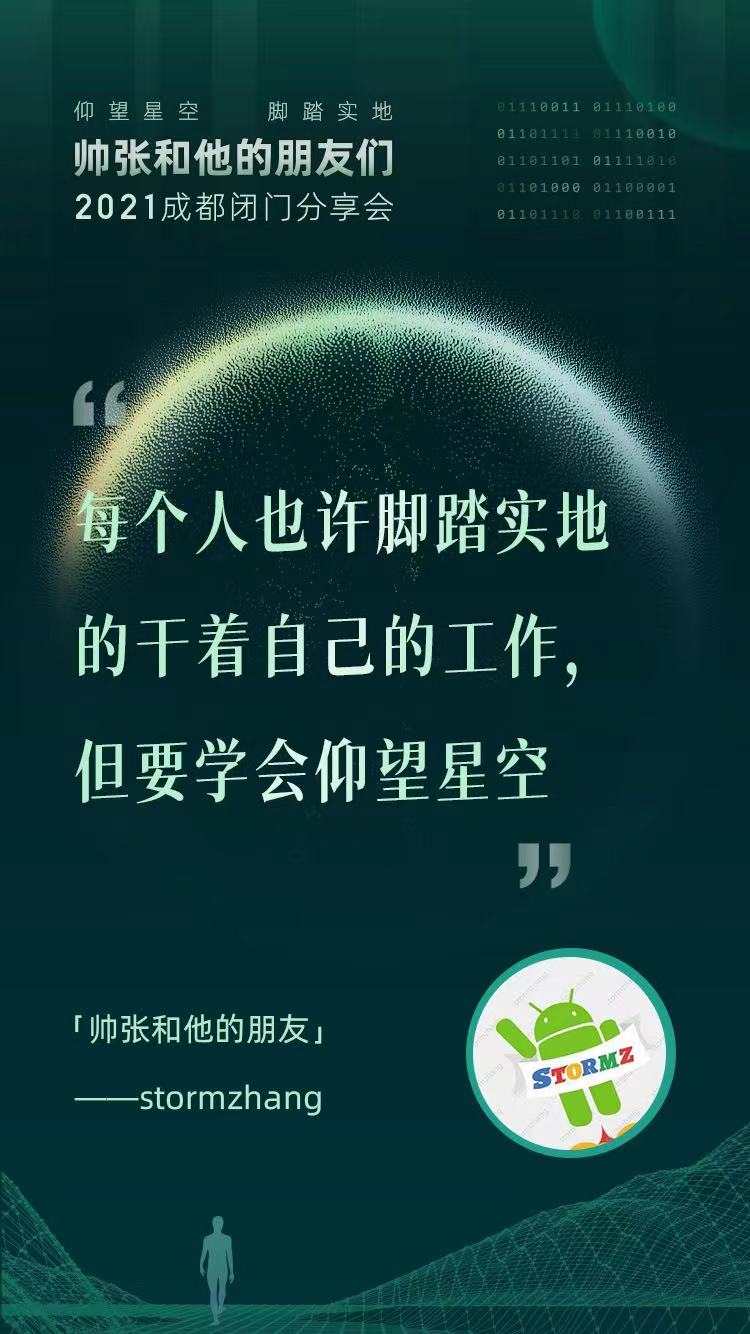 仰望星空 脚踏实地
帅张和他的朋友们
2021成都闭门分享会
01110011 01110100
01101111 01110010
01101101 01111010
01101000 01100001
01101110 01100111
“
每个人也许脚踏实地
的干着自己的工作，
但要学会仰望星空
”
「帅张和他的朋友」
——stormzhang
STORMZ